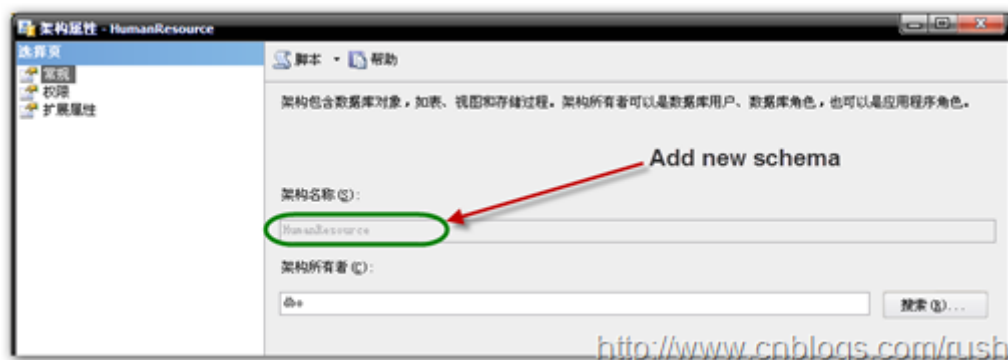 架构属性 - HumanResource
选择页
常规
权限
扩展属性
脚本 帮助
架构包含数据库对象，如表、视图和存储过程。架构所有者可以是数据库用户、数据库角色，也可以是应用程序角色。
Add new schema
架构名称(S):
HumanResource
架构所有者(C):
dbo
搜索(R)...
http://www.cnblogs.com/rush